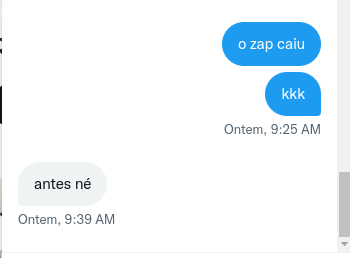 o zap caiu
kkk
Ontem, 9:25 AM
antes né
Ontem, 9:39 AM